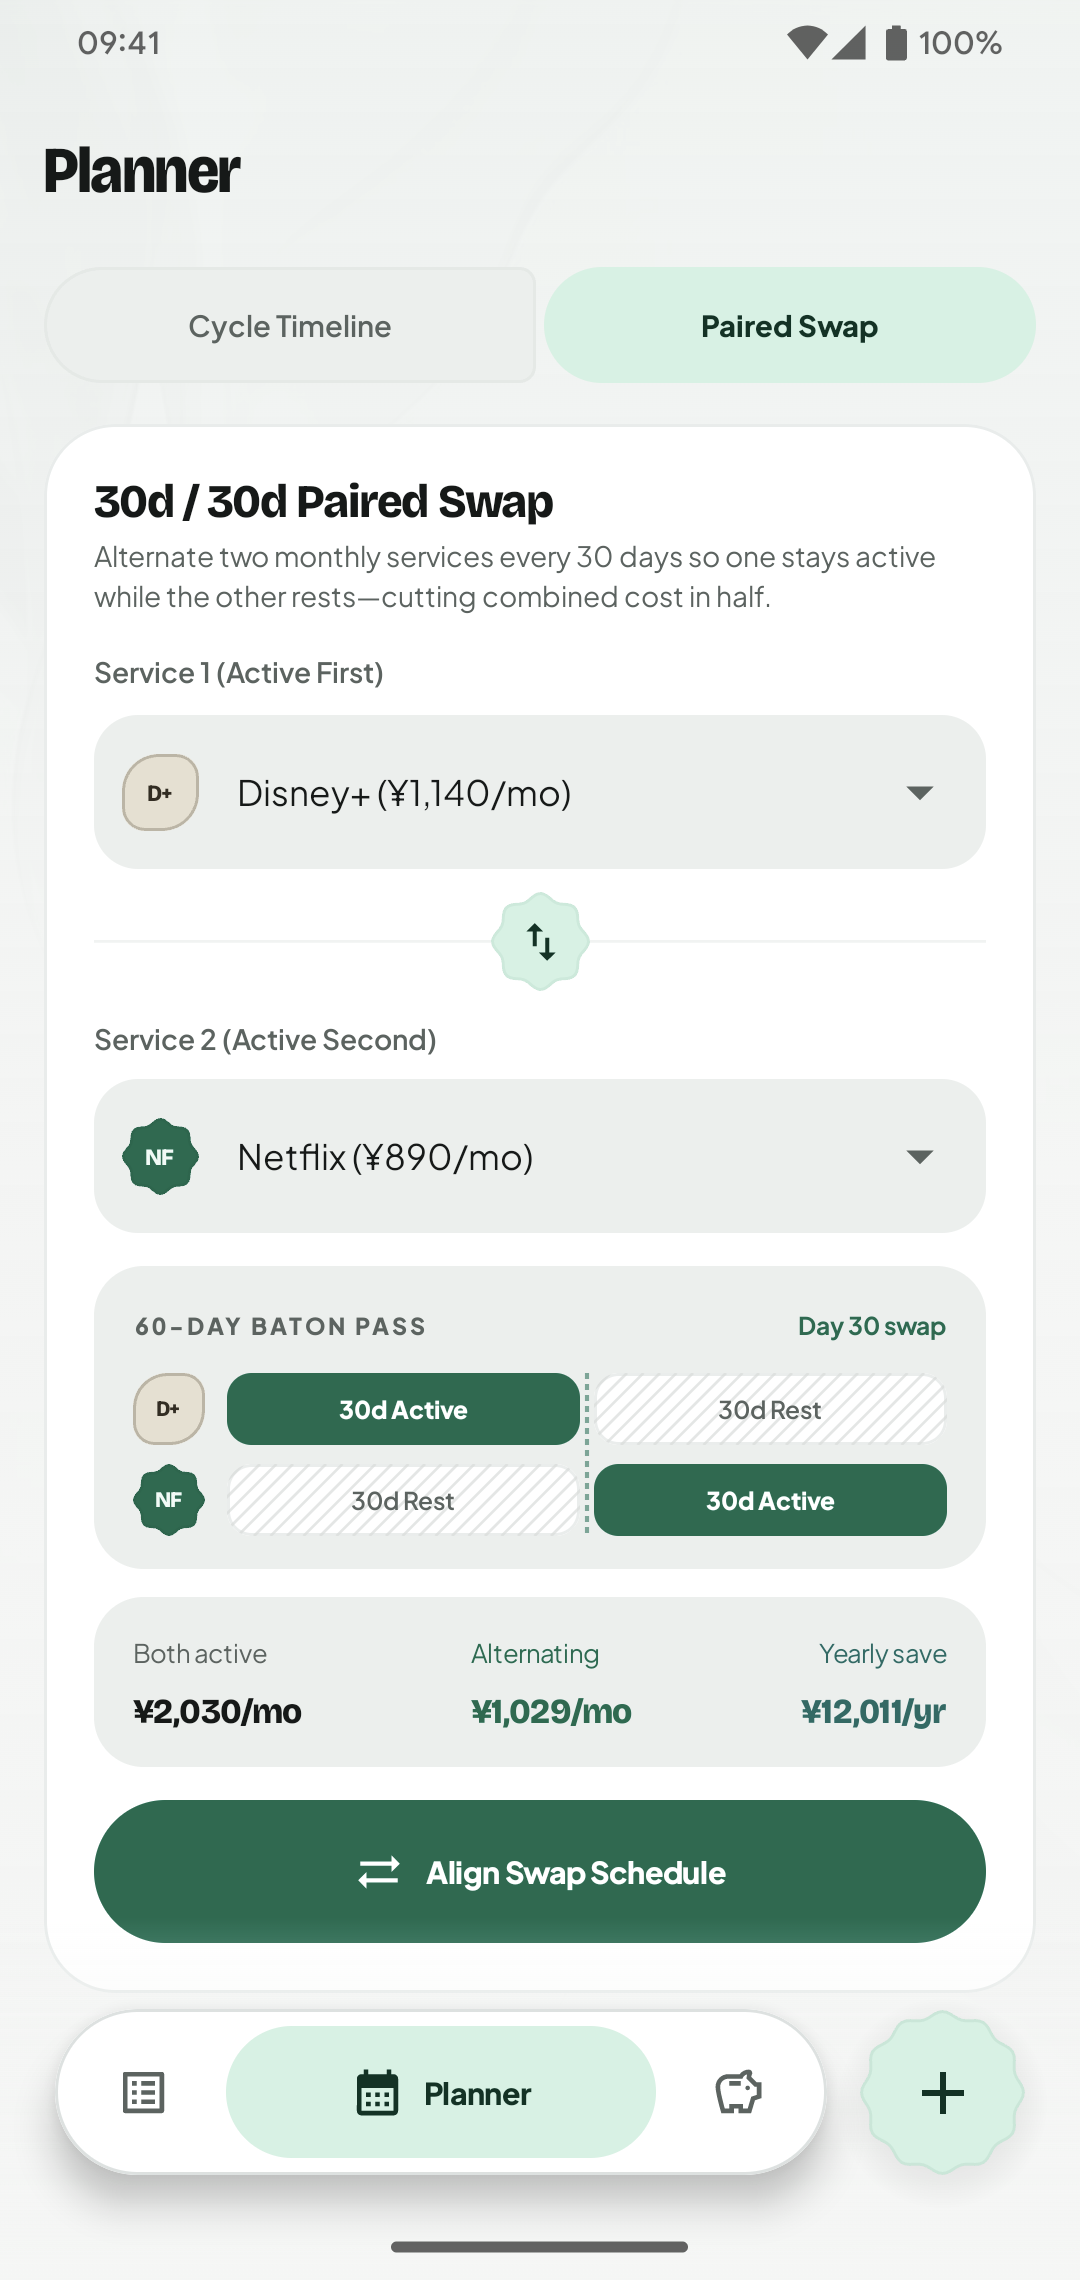 09:41
100%
Planner
Cycle Timeline
Paired Swap
30d / 30d Paired Swap
Alternate two monthly services every 30 days so one stays active
while the other rests—cutting combined cost in half.
Service 1 (Active First)
D+
Disney+ (¥1,140/mo)
Service 2 (Active Second)
NF
Netflix (¥890/mo)
60-DAY BATON PASS
Day 30 swap
D+
30d Active
30d Rest
NF
30d Rest
30d Active
Both active
Alternating
Yearly save
¥2,030/mo
¥1,029/mo
¥12,011/yr
Align Swap Schedule
Planner